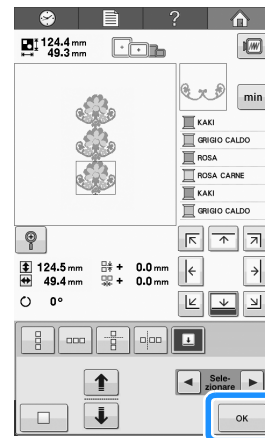 ?
124.4 mm
49.3 mm
min
KAKI
GRIGIO CALDO
ROSA
ROSA CARNE
KAKI
GRIGIO CALDO
124.5 mm + 0.0 mm
49.4 mm + 0.0 mm
0°
Sele-
zionare
OK